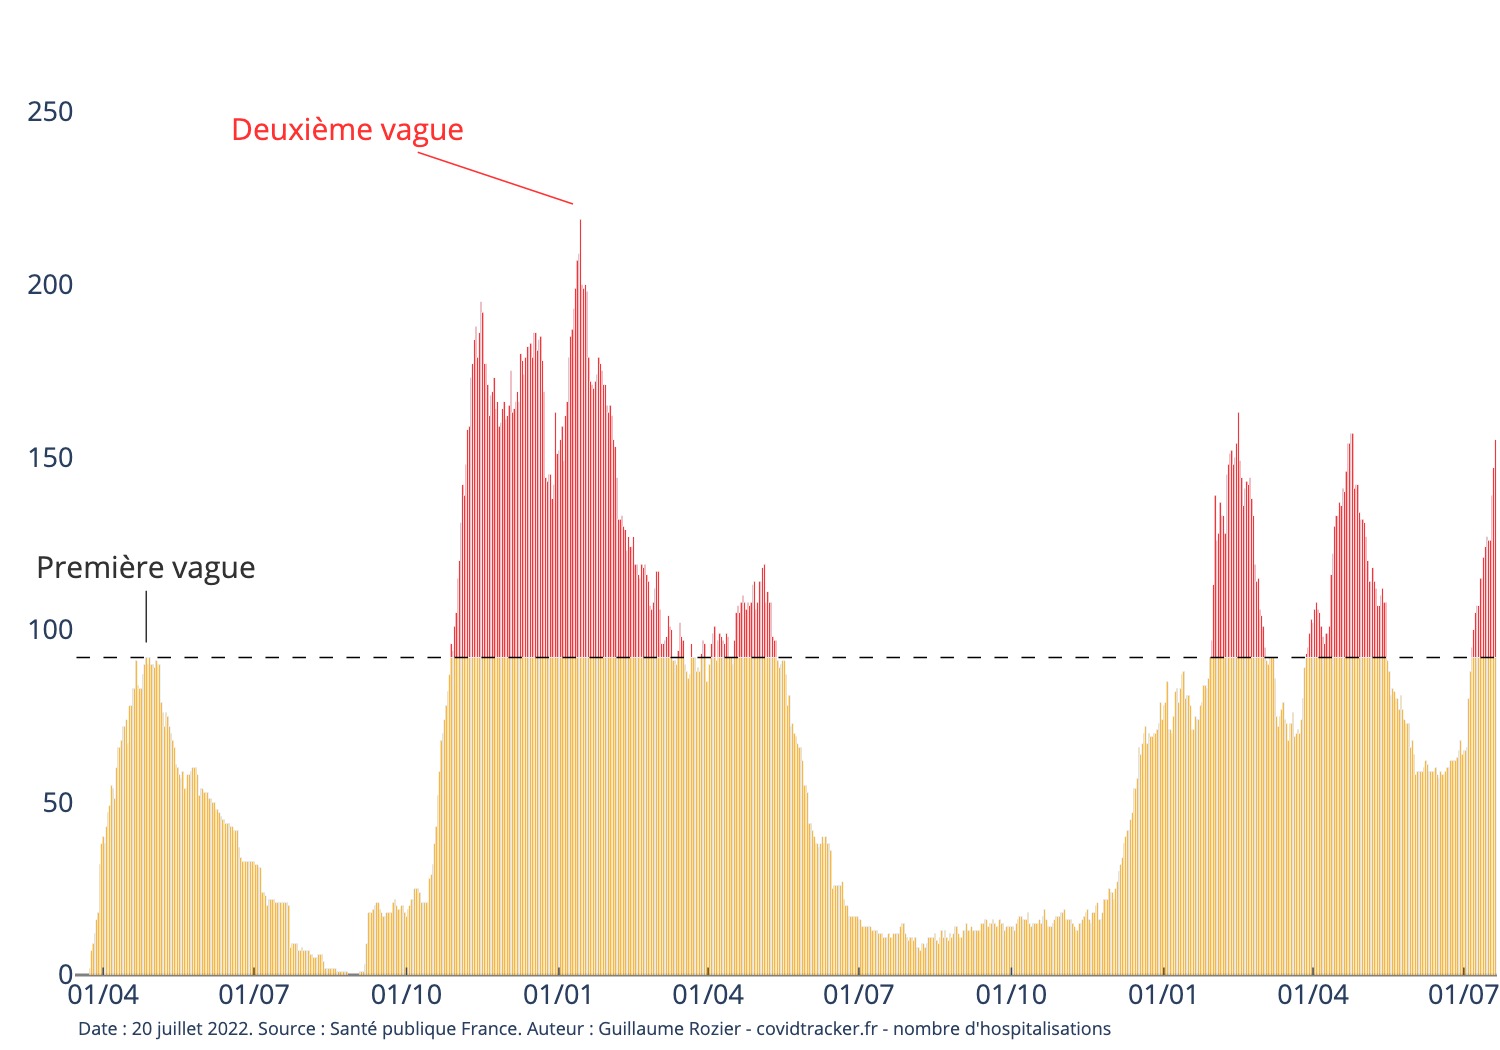 250
Deuxième vague
200
150
Première vague
100
50
0
01/04 01/07 01/10 01/01 01/04 01/07 01/10 01/01 01/04 01/07
Date : 20 juillet 2022. Source : Santé publique France. Auteur : Guillaume Rozier - covidtracker.fr - nombre d'hospitalisations